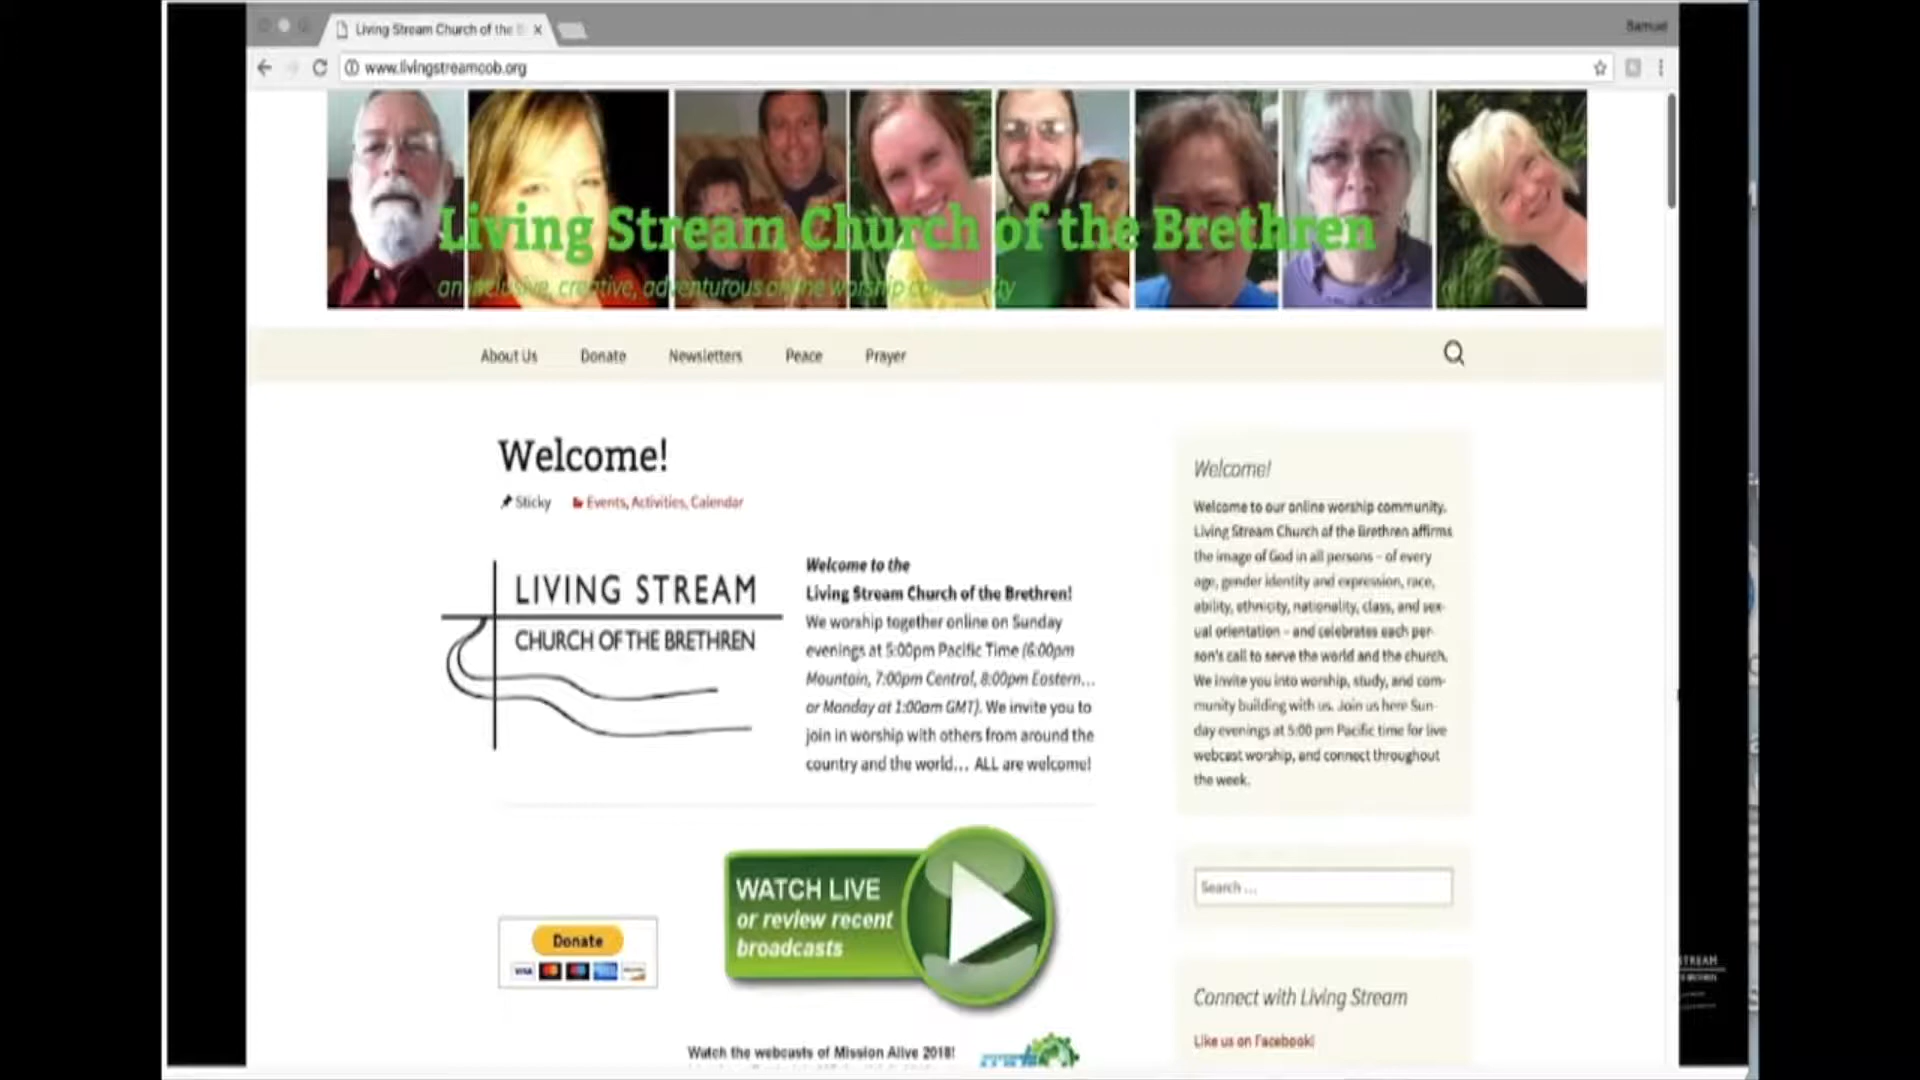 Living Stream Church of the B
Samuel
www.livingstreamcob.org
Living Stream Church of the Brethren
an inclusive, creative, adventurous online worship community
About Us
Donate
Newsletters
Peace
Prayer
Welcome!
Sticky
Events, Activities, Calendar
LIVING STREAM
CHURCH OF THE BRETHREN
Welcome to the
Living Stream Church of the Brethren!
We worship together online on Sunday
evenings at 5:00pm Pacific Time (6:00pm
Mountain, 7:00pm Central, 8:00pm Eastern...
or Monday at 1:00am GMT). We invite you to
join in worship with others from around the
country and the world... ALL are welcome!
WATCH LIVE
or review recent
broadcasts
Donate
VISA
Watch the webcasts of Mission Alive 2018!
Welcome!
Welcome to our online worship community.
Living Stream Church of the Brethren affirms
the image of God in all persons – of every
age, gender identity and expression, race,
ability, ethnicity, nationality, class, and sex-
ual orientation – and celebrates each per-
son's call to serve the world and the church.
We invite you into worship, study, and com-
munity building with us. Join us here Sun-
day evenings at 5:00 pm Pacific time for live
webcast worship, and connect throughout
the week.
Search ...
Connect with Living Stream
Like us on Facebook!
STREAM